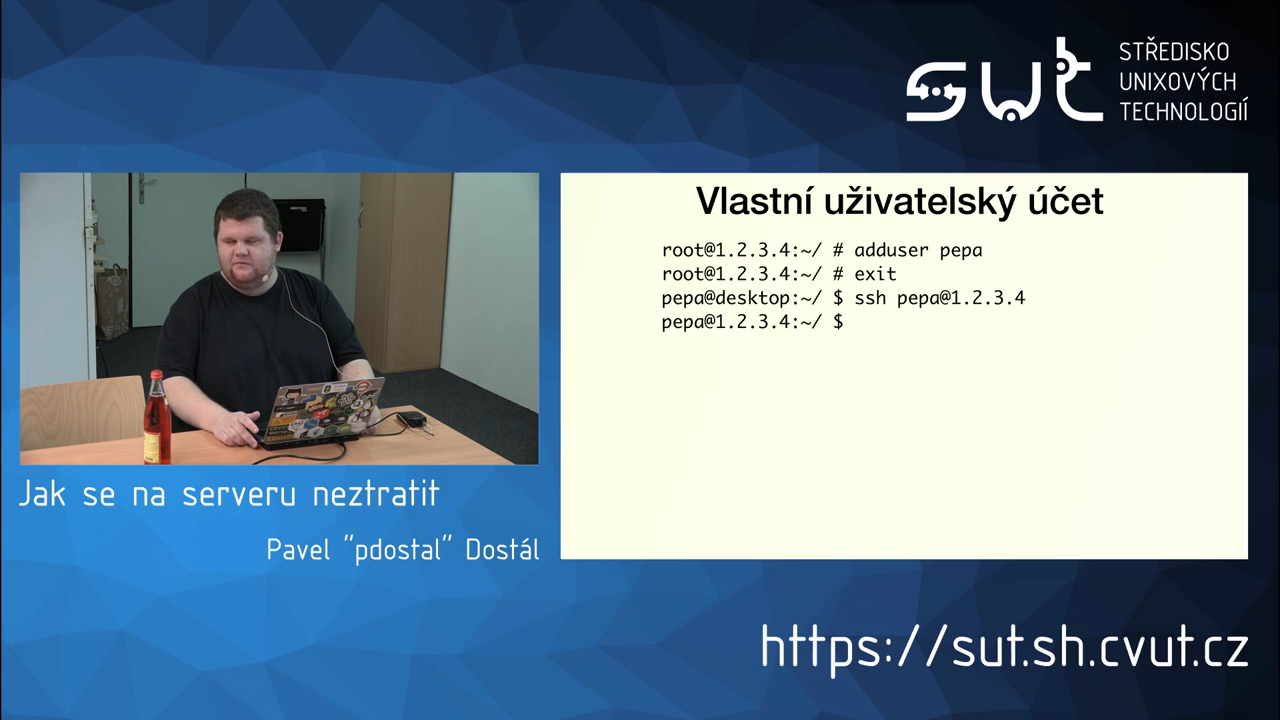 sut
STŘEDISKO
UNIXOVÝCH
TECHNOLOGIÍ
Vlastní uživatelský účet
root@1.2.3.4:~/ # adduser pepa
root@1.2.3.4:~/ # exit
pepa@desktop:~/ $ ssh pepa@1.2.3.4
pepa@1.2.3.4:~/ $
Jak se na serveru neztratit
Pavel "pdostal" Dostál
https://sut.sh.cvut.cz